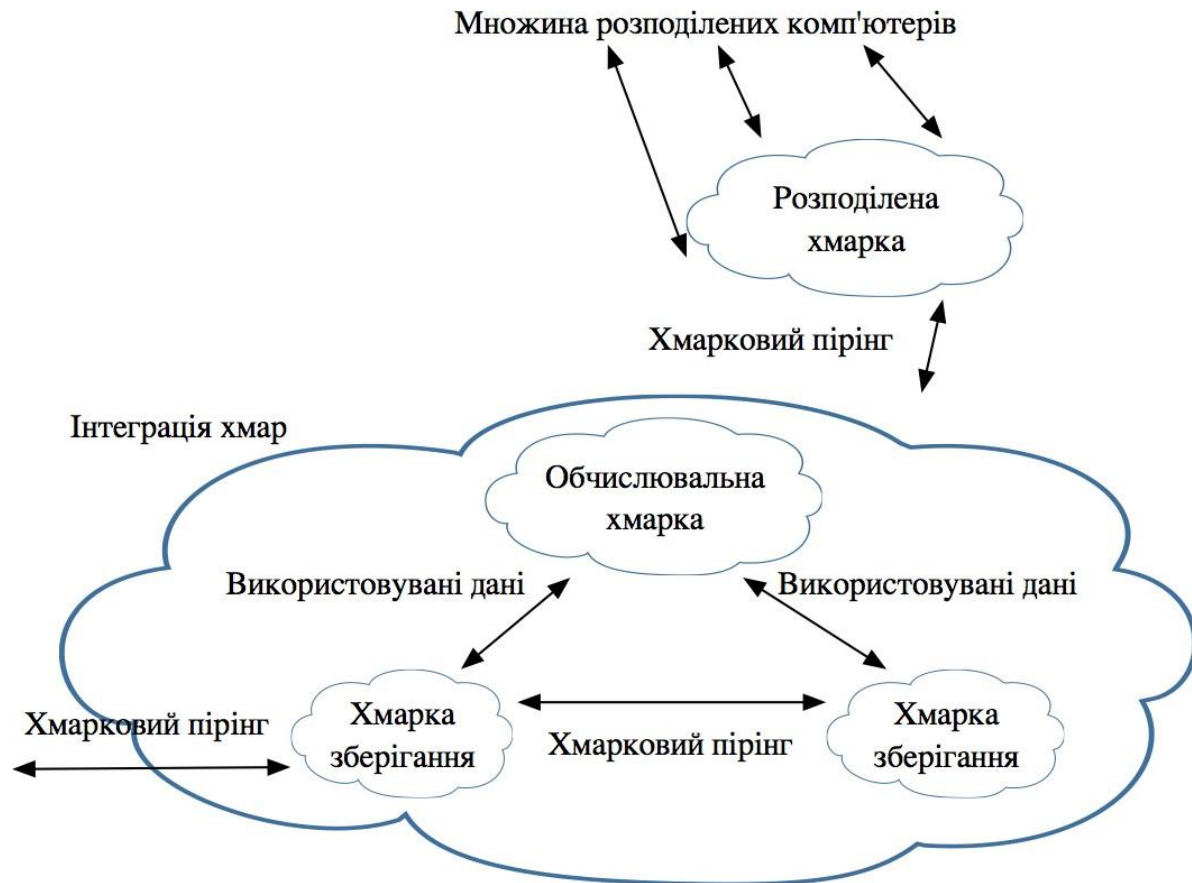 Множина розподілених комп'ютерів
Розподілена
хмарка
Хмарковий пірінг
Інтеграція хмар
Обчислювальна
хмарка
Використовувані дані
Використовувані дані
Хмарковий пірінг
Хмарка
зберігання
Хмарковий пірінг
Хмарка
зберігання